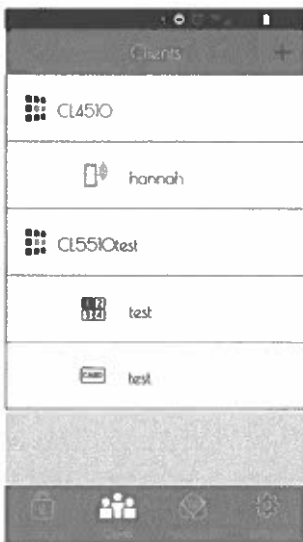 Clients +
CL4510
hannah
CL5510test
test
CARD test